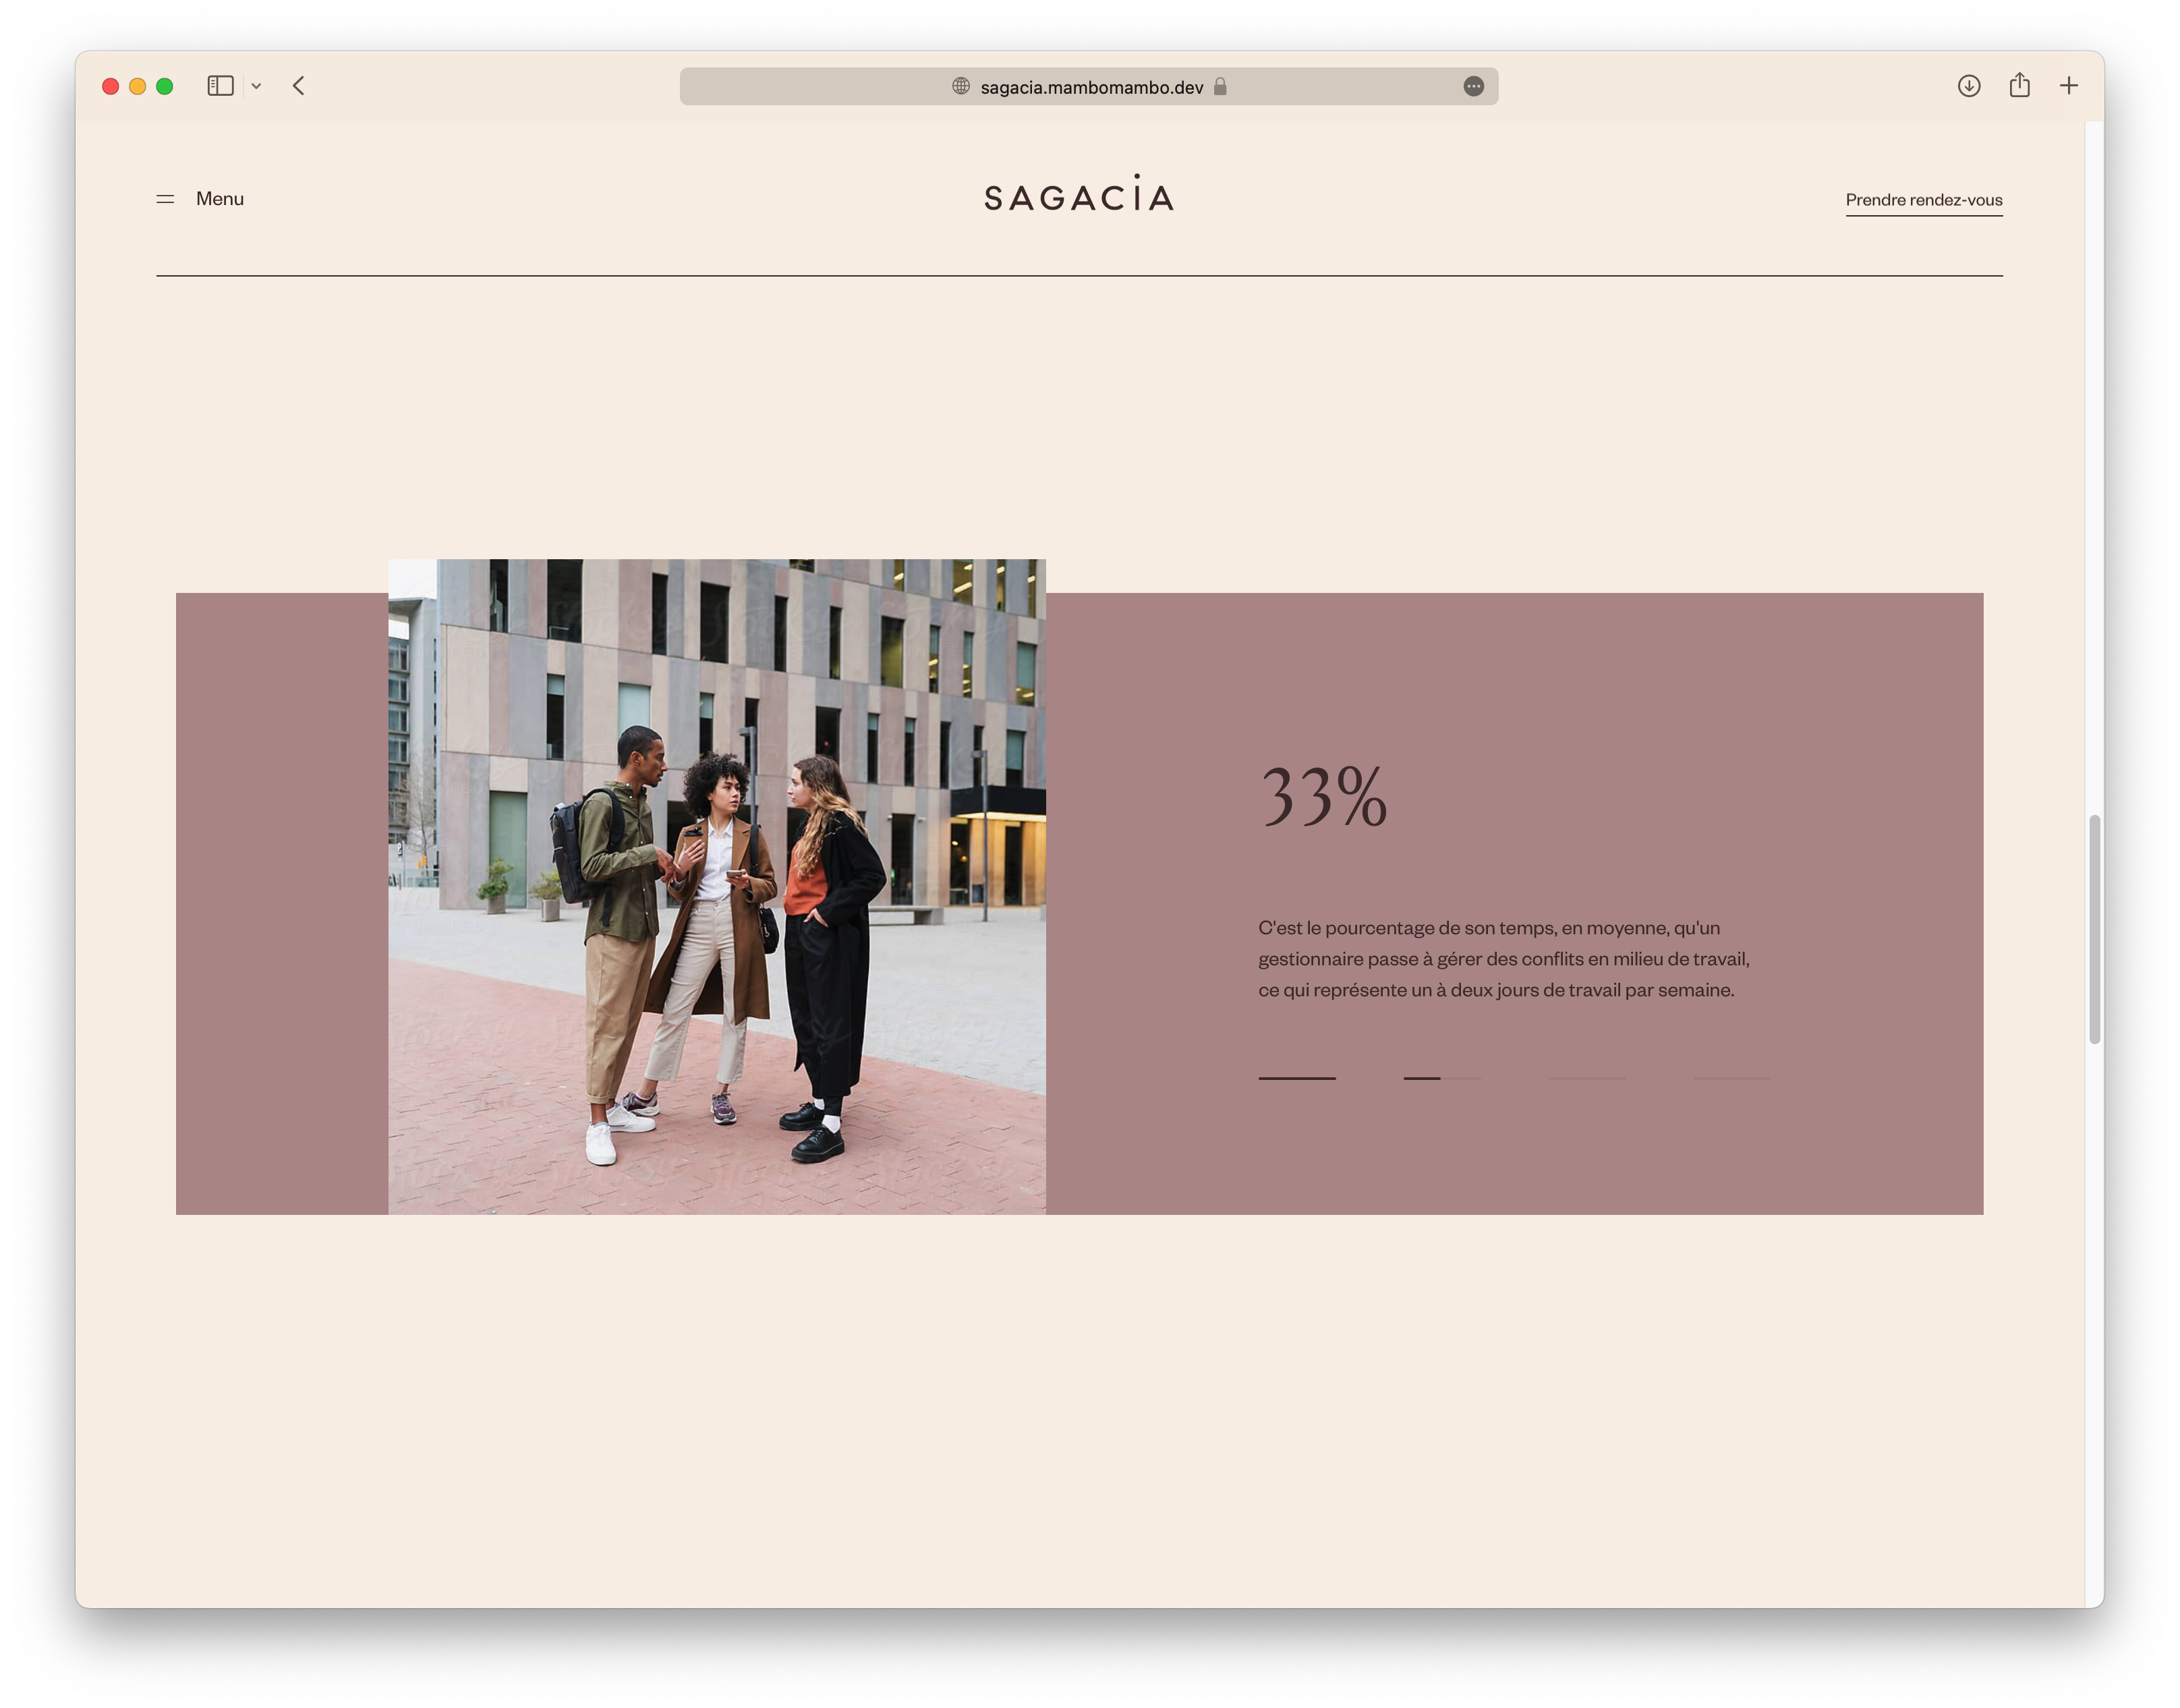 sagacia.mambomambo.dev
Menu
SAGACiA
Prendre rendez-vous
33%
C'est le pourcentage de son temps, en moyenne, qu'un
gestionnaire passe à gérer des conflits en milieu de travail,
ce qui représente un à deux jours de travail par semaine.